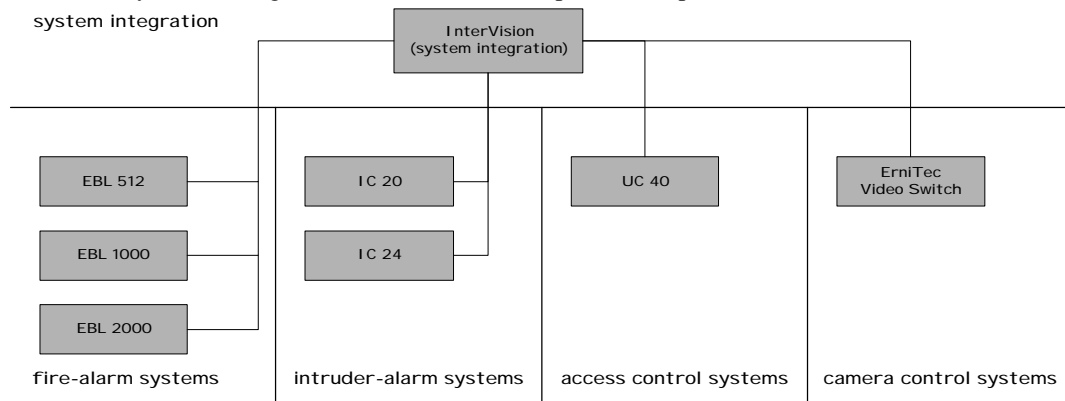 system integration
InterVision
(system integration)
EBL 512
IC 20
UC 40
ErniTec
Video Switch
EBL 1000
IC 24
EBL 2000
fire-alarm systems
intruder-alarm systems
access control systems
camera control systems